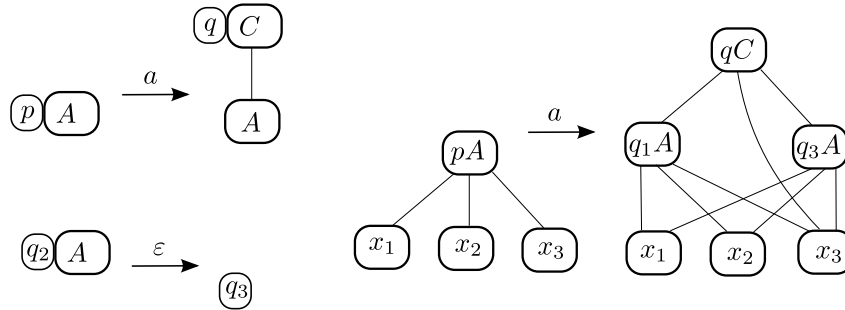 q C
a
p A
A
q₂ A
ε
q₃
pA
x₁ x₂ x₃
a
qC
q₁A q₃A
x₁ x₂ x₃